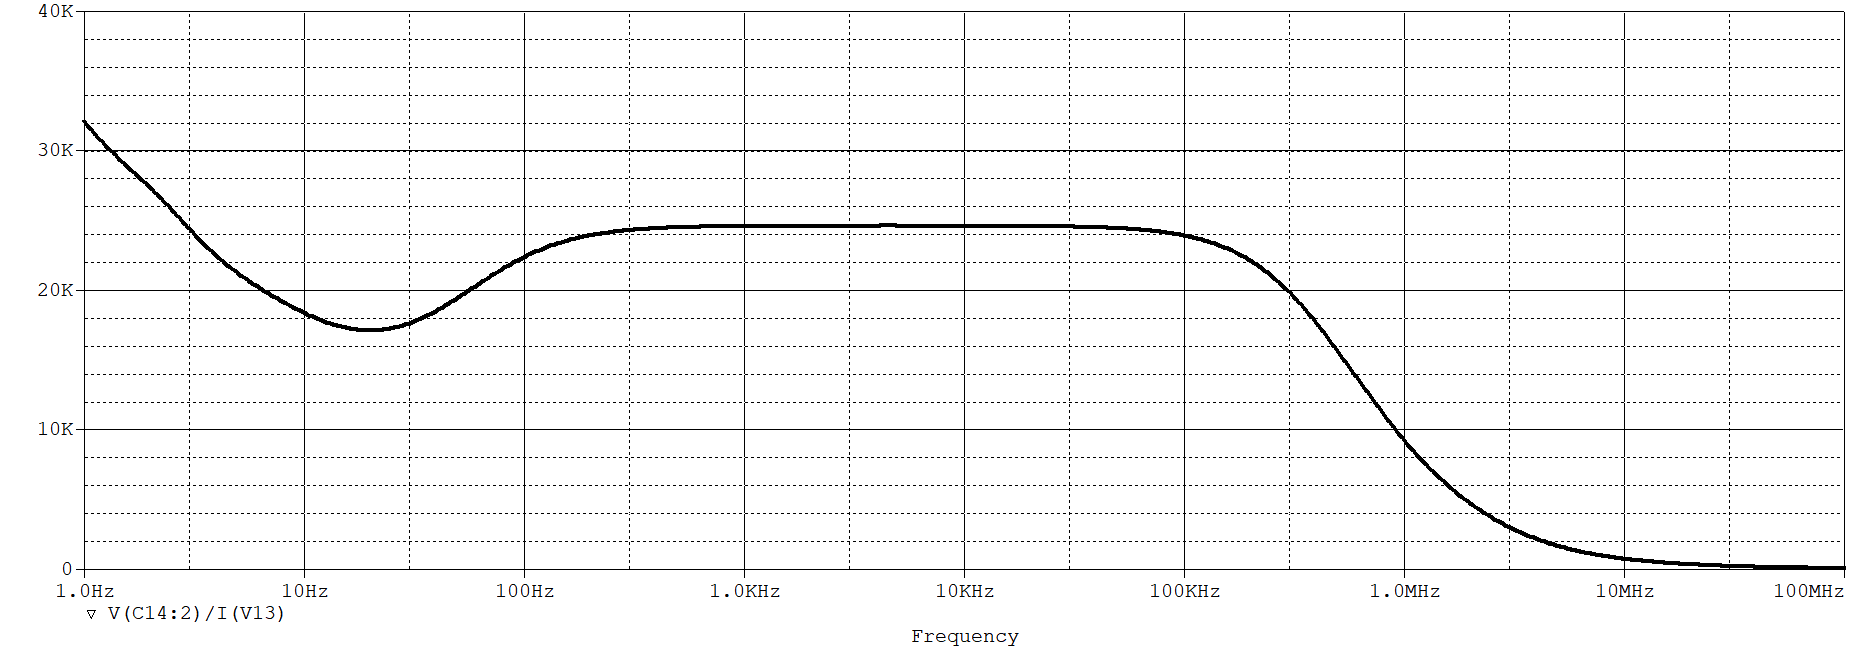 40K
30K
20K
10K
0
1.0Hz 10Hz 100Hz 1.0KHz 10KHz 100KHz 1.0MHz 10MHz 100MHz
▽ V(C14:2)/I(V13)
Frequency